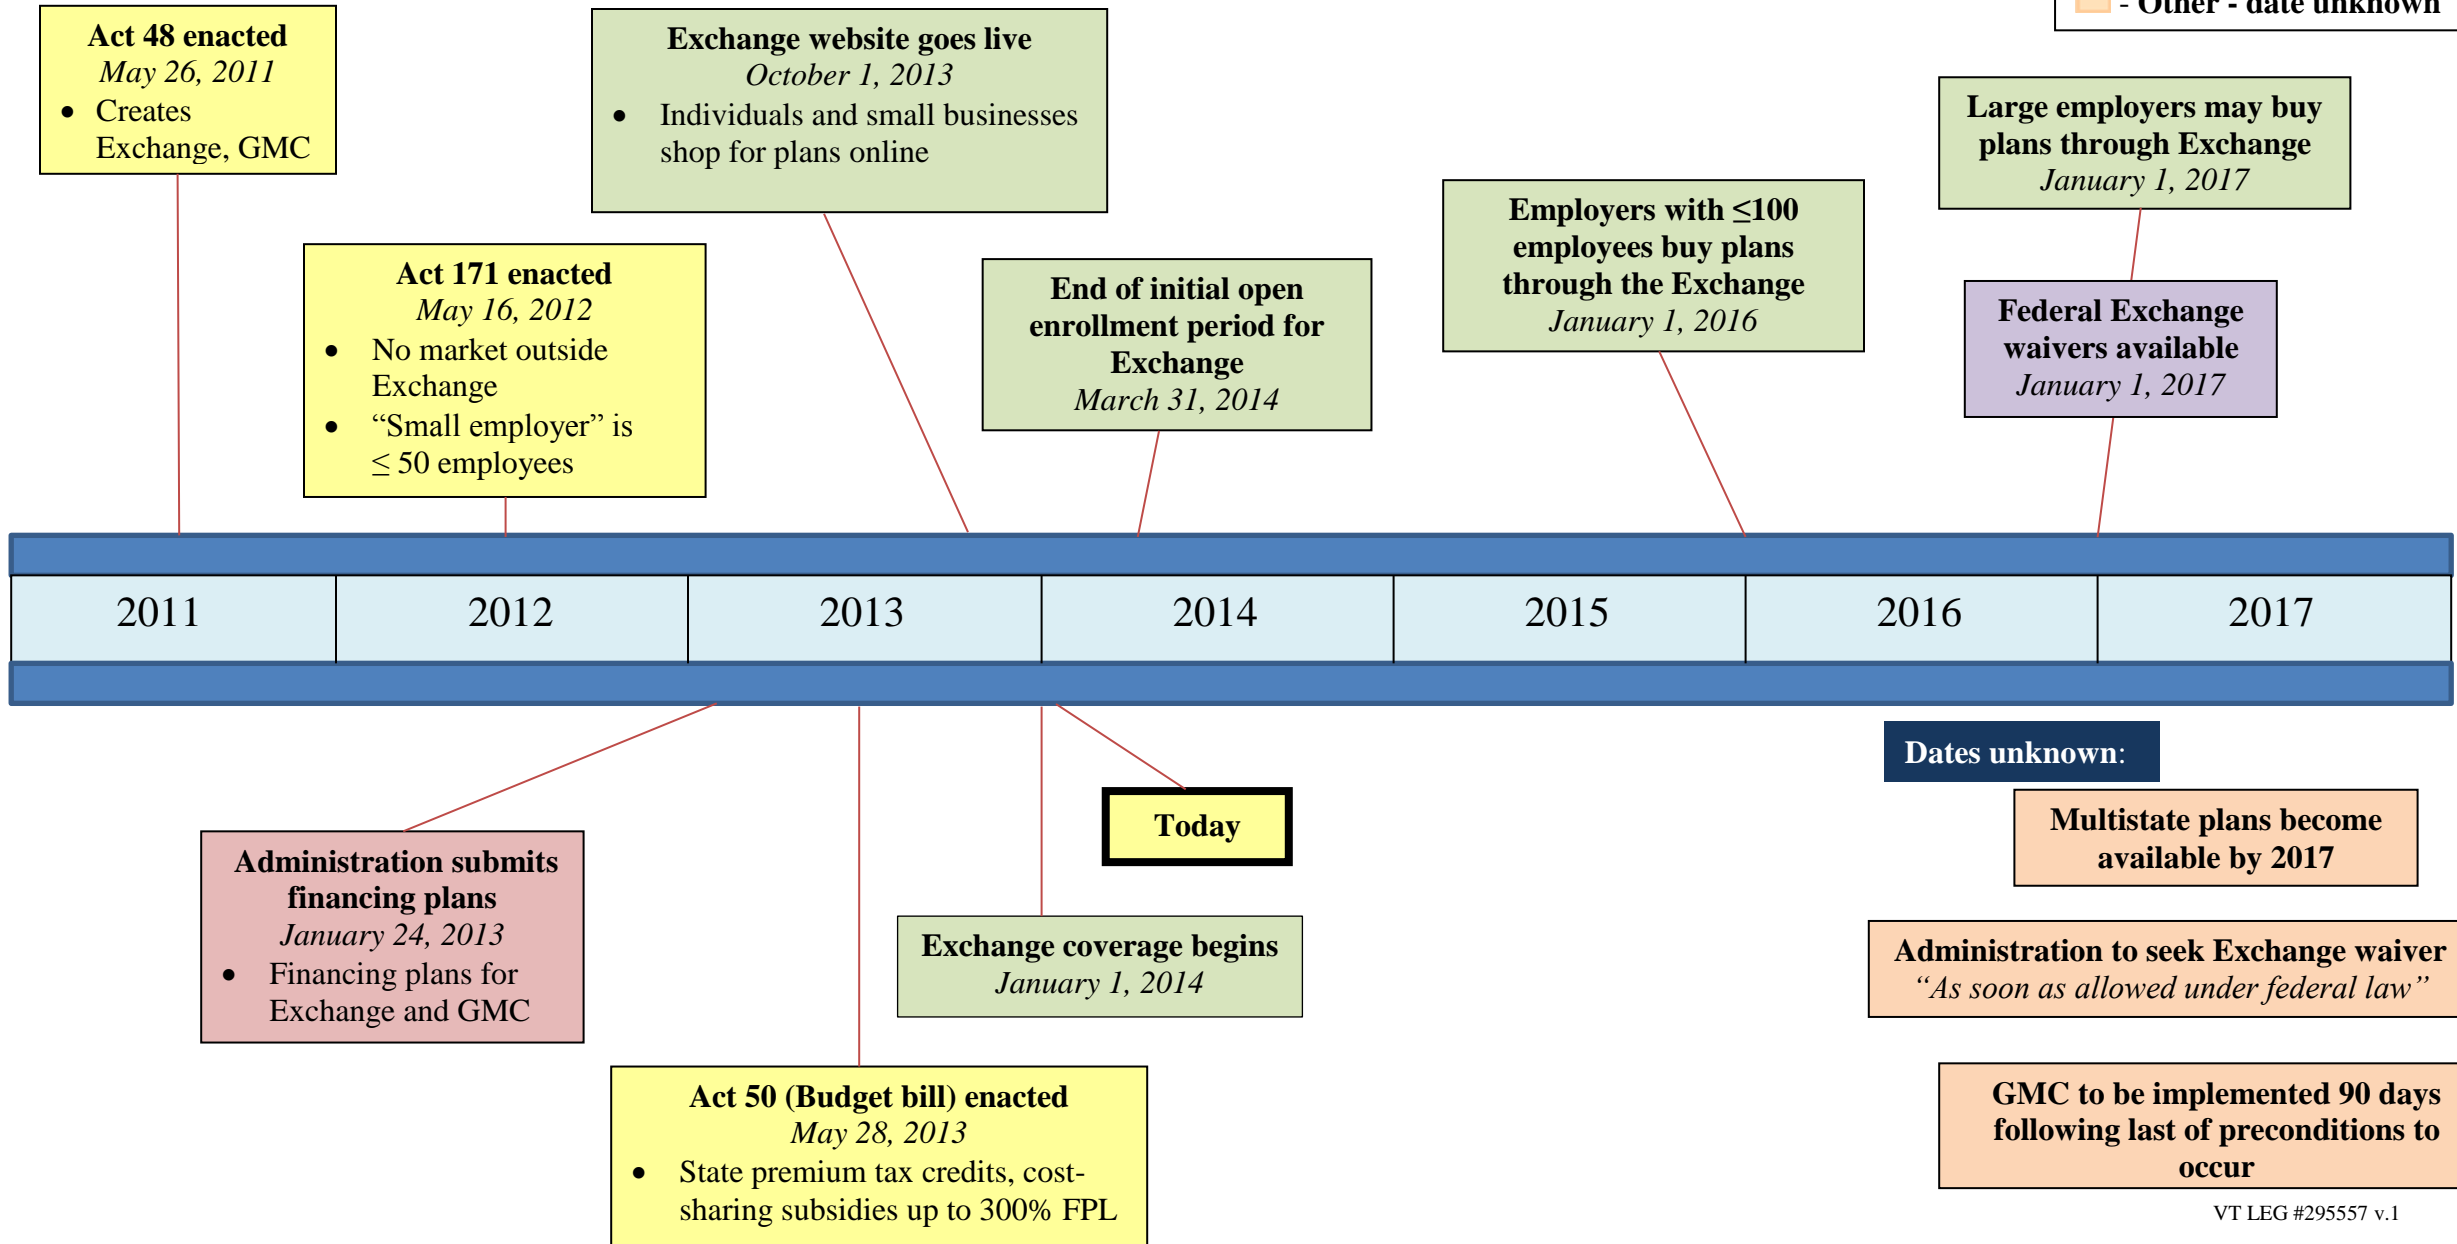 - Other - date unknown
Act 48 enacted
May 26, 2011
• Creates
Exchange, GMC
Exchange website goes live
October 1, 2013
• Individuals and small businesses
shop for plans online
Large employers may buy
plans through Exchange
January 1, 2017
Employers with ≤100
employees buy plans
through the Exchange
January 1, 2016
Act 171 enacted
May 16, 2012
• No market outside
Exchange
• “Small employer” is
≤ 50 employees
End of initial open
enrollment period for
Exchange
March 31, 2014
Federal Exchange
waivers available
January 1, 2017
2011 2012 2013 2014 2015 2016 2017
Dates unknown:
Today
Multistate plans become
available by 2017
Administration submits
financing plans
January 24, 2013
• Financing plans for
Exchange and GMC
Exchange coverage begins
January 1, 2014
Administration to seek Exchange waiver
“As soon as allowed under federal law”
Act 50 (Budget bill) enacted
May 28, 2013
• State premium tax credits, cost-
sharing subsidies up to 300% FPL
GMC to be implemented 90 days
following last of preconditions to
occur
VT LEG #295557 v.1